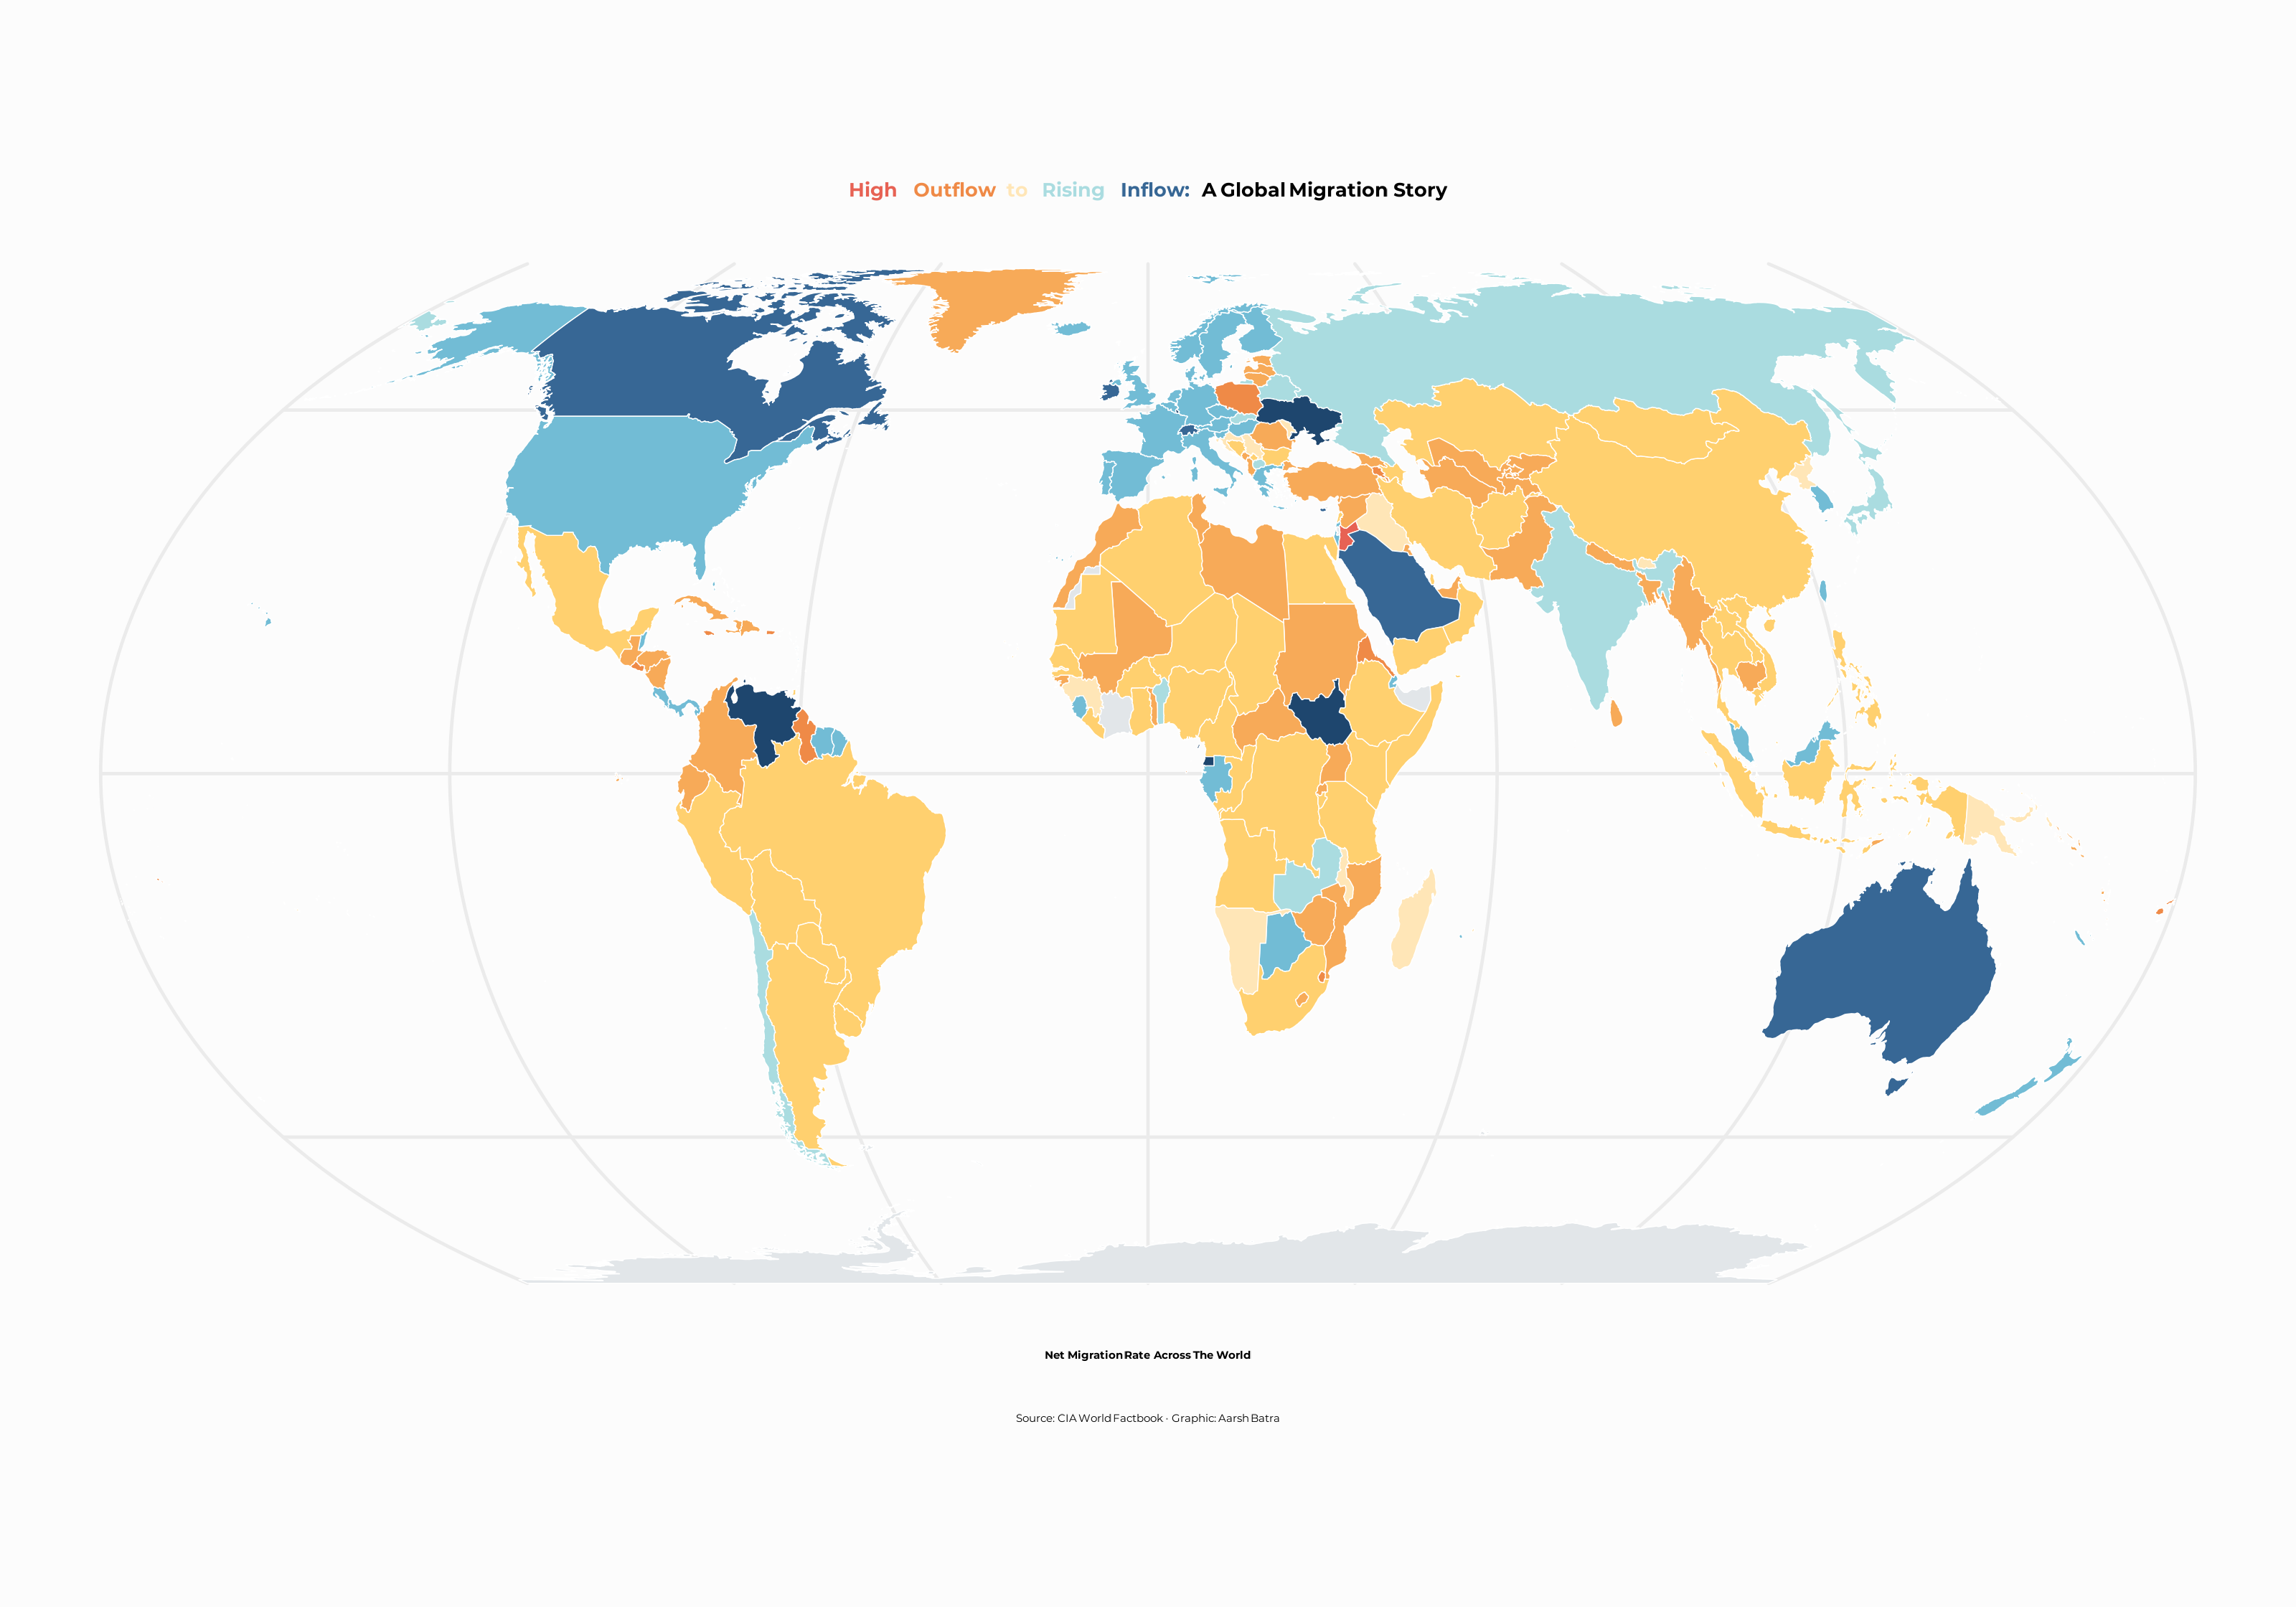 High Outflow to Rising Inflow: A Global Migration Story
Net Migration Rate Across The World
Source: CIA World Factbook · Graphic: Aarsh Batra